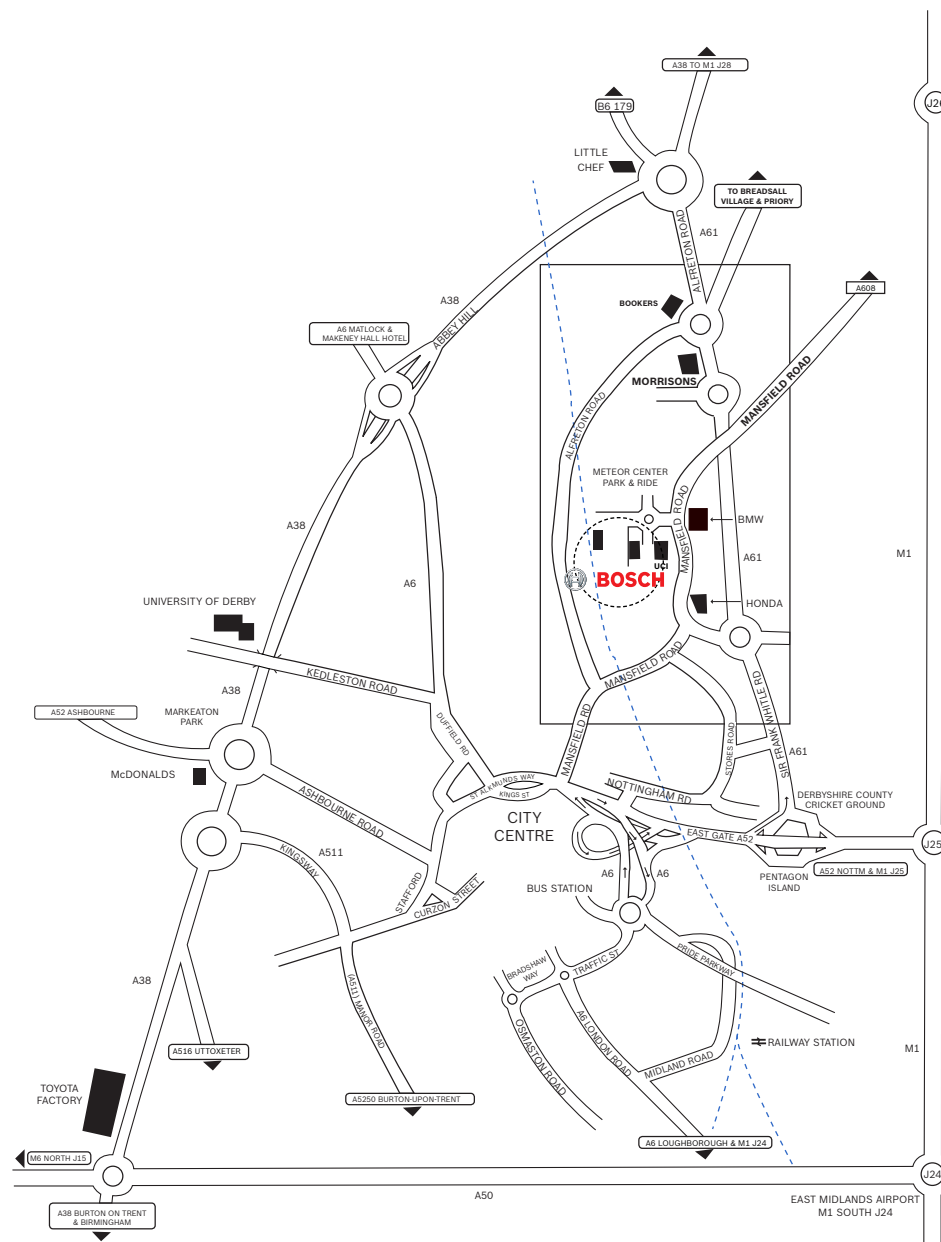 A38 TO M1 J28
B6 179
LITTLE
CHEF
TO BREADSALL
VILLAGE & PRIORY
ALFRETON ROAD
A61
A608
BOOKERS
A38
ABBEY HILL
A6 MATLOCK &
MAKENEY HALL HOTEL
MORRISONS
MANSFIELD ROAD
ALFRETON ROAD
METEOR CENTER
PARK & RIDE
MANSFIELD ROAD
BMW
A38
M1
A61
UCI
BOSCH
A6
UNIVERSITY OF DERBY
HONDA
MANSFIELD ROAD
KEDLESTON ROAD
A38
A52 ASHBOURNE
MARKEATON
PARK
DUFFIELD RD
MANSFIELD RD
STORES ROAD
SIR FRANK WHITLE RD
A61
McDONALDS
ST ALKMUNDS WAY
KINGS ST
NOTTINGHAM RD
DERBYSHIRE COUNTY
CRICKET GROUND
ASHBOURNE ROAD
CITY
CENTRE
EAST GATE A52
J25
KINGSWAY
A511
A6
A6
A52 NOTTM & M1 J25
PENTAGON
ISLAND
STAFFORD
CURZON STREET
BUS STATION
BRADSHAW
WAY
TRAFFIC ST
PRIDE PARKWAY
A38
(A511) MANOR ROAD
OSMASTON ROAD
A6 LONDON ROAD
RAILWAY STATION
M1
A516 UTTOXETER
MIDLAND ROAD
TOYOTA
FACTORY
A5250 BURTON-UPON-TRENT
A6 LOUGHBOROUGH & M1 J24
M6 NORTH J15
J24
A50
EAST MIDLANDS AIRPORT
M1 SOUTH J24
A38 BURTON ON TRENT
& BIRMINGHAM